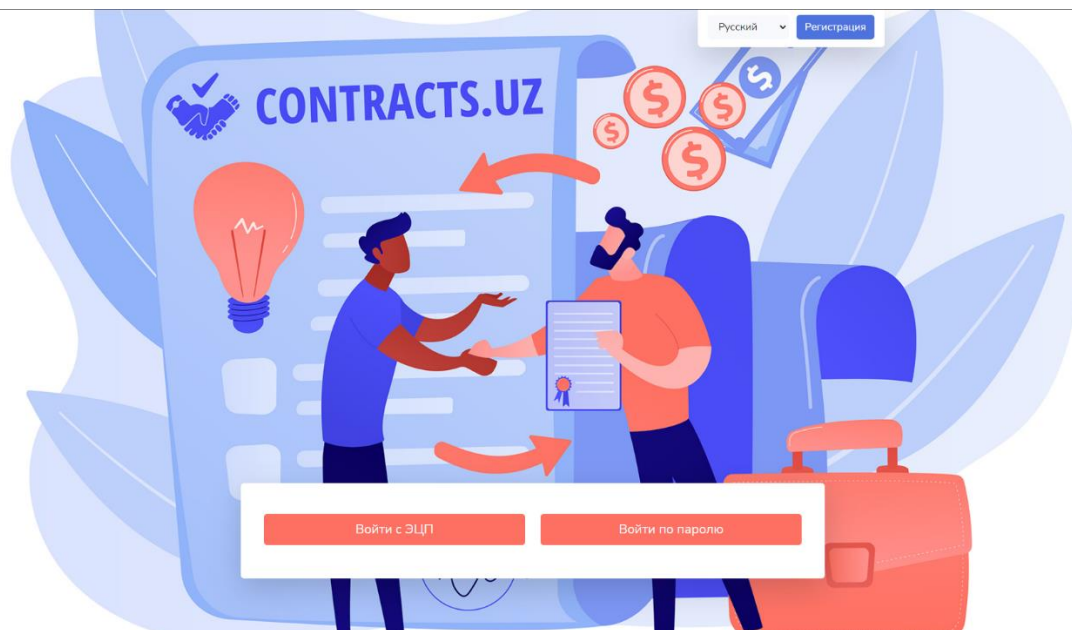 Русский
Регистрация
CONTRACTS.UZ
Войти с ЭЦП
Войти по паролю